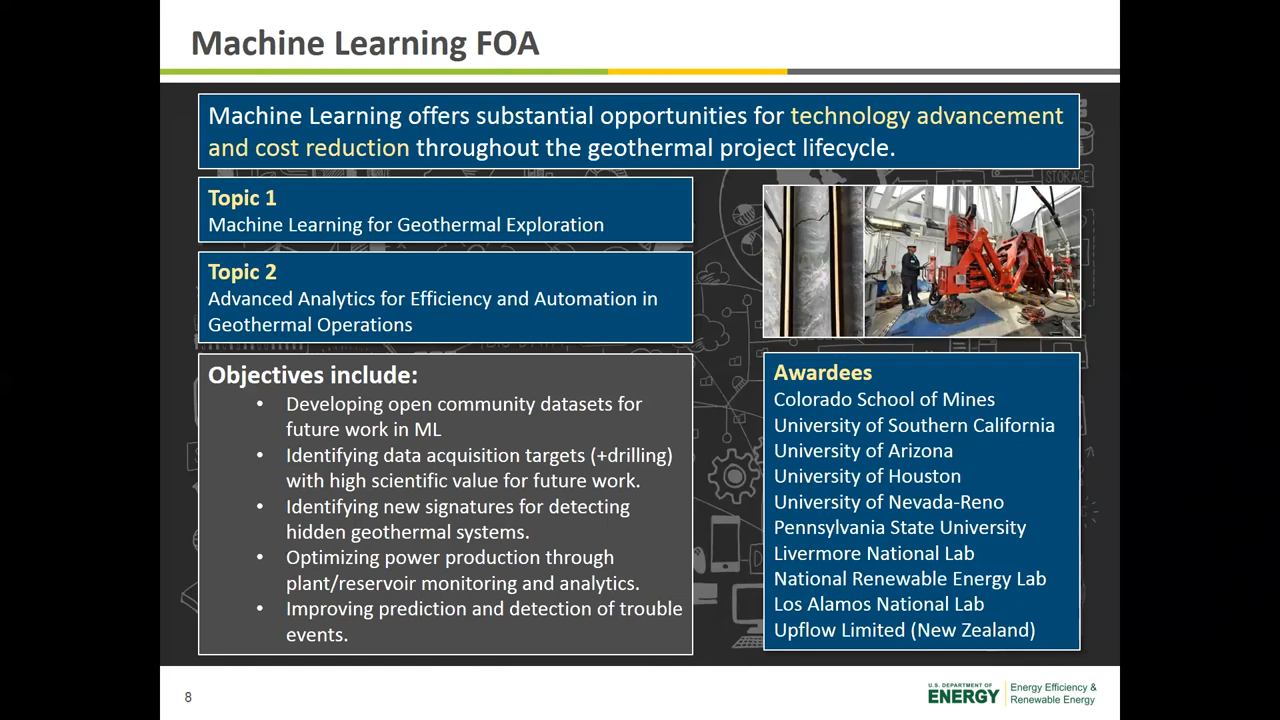 Machine Learning FOA
Machine Learning offers substantial opportunities for technology advancement
and cost reduction throughout the geothermal project lifecycle.
Topic 1
Machine Learning for Geothermal Exploration
Topic 2
Advanced Analytics for Efficiency and Automation in
Geothermal Operations
Objectives include:
• Developing open community datasets for
future work in ML
• Identifying data acquisition targets (+drilling)
with high scientific value for future work.
• Identifying new signatures for detecting
hidden geothermal systems.
• Optimizing power production through
plant/reservoir monitoring and analytics.
• Improving prediction and detection of trouble
events.
STORAGE
Awardees
Colorado School of Mines
University of Southern California
University of Arizona
University of Houston
University of Nevada-Reno
Pennsylvania State University
Livermore National Lab
National Renewable Energy Lab
Los Alamos National Lab
Upflow Limited (New Zealand)
8
U.S. DEPARTMENT OF
ENERGY
Energy Efficiency &
Renewable Energy